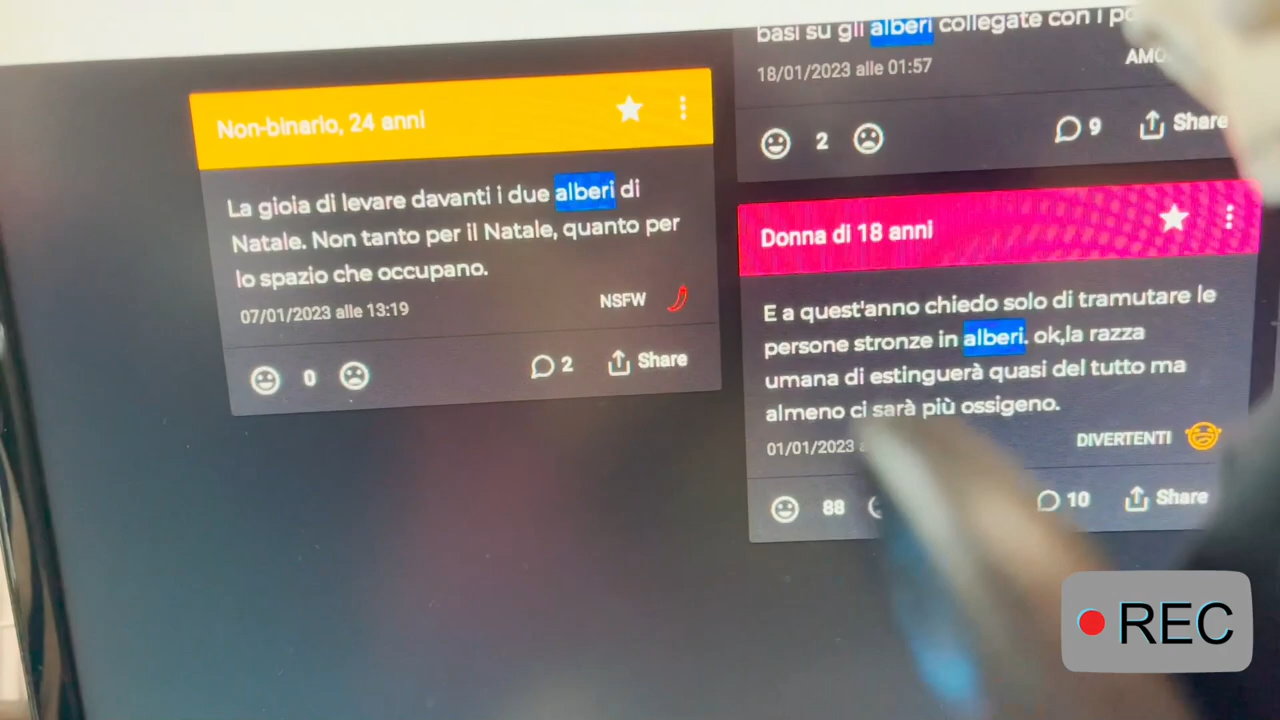 Non-binario, 24 anni
La gioia di levare davanti i due alberi di
Natale. Non tanto per il Natale, quanto per
lo spazio che occupano.
07/01/2023 alle 13:19
NSFW
0
2
Share
basi su gli alberi collegate con i
18/01/2023 alle 01:57
2
9
Share
Donna di 18 anni
E a quest'anno chiedo solo di tramutare le
persone stronze in alberi. ok,la razza
umana di estinguerà quasi del tutto ma
almeno ci sarà più ossigeno.
01/01/2023
DIVERTENTI
88
10
Share
REC